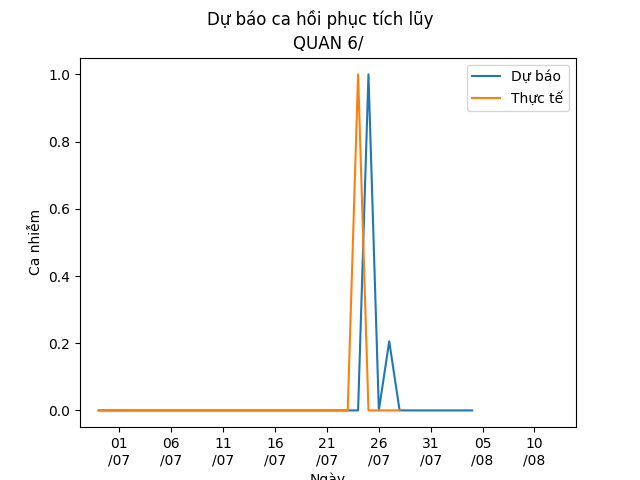 Dự báo ca hồi phục tích lũy
QUAN 6/
Dự báo
Thực tế
Ca nhiễm
1.0
0.8
0.6
0.4
0.2
0.0
01 06 11 16 21 26 31 05 10
/07 /07 /07 /07 /07 /07 /07 /08 /08
Ngày